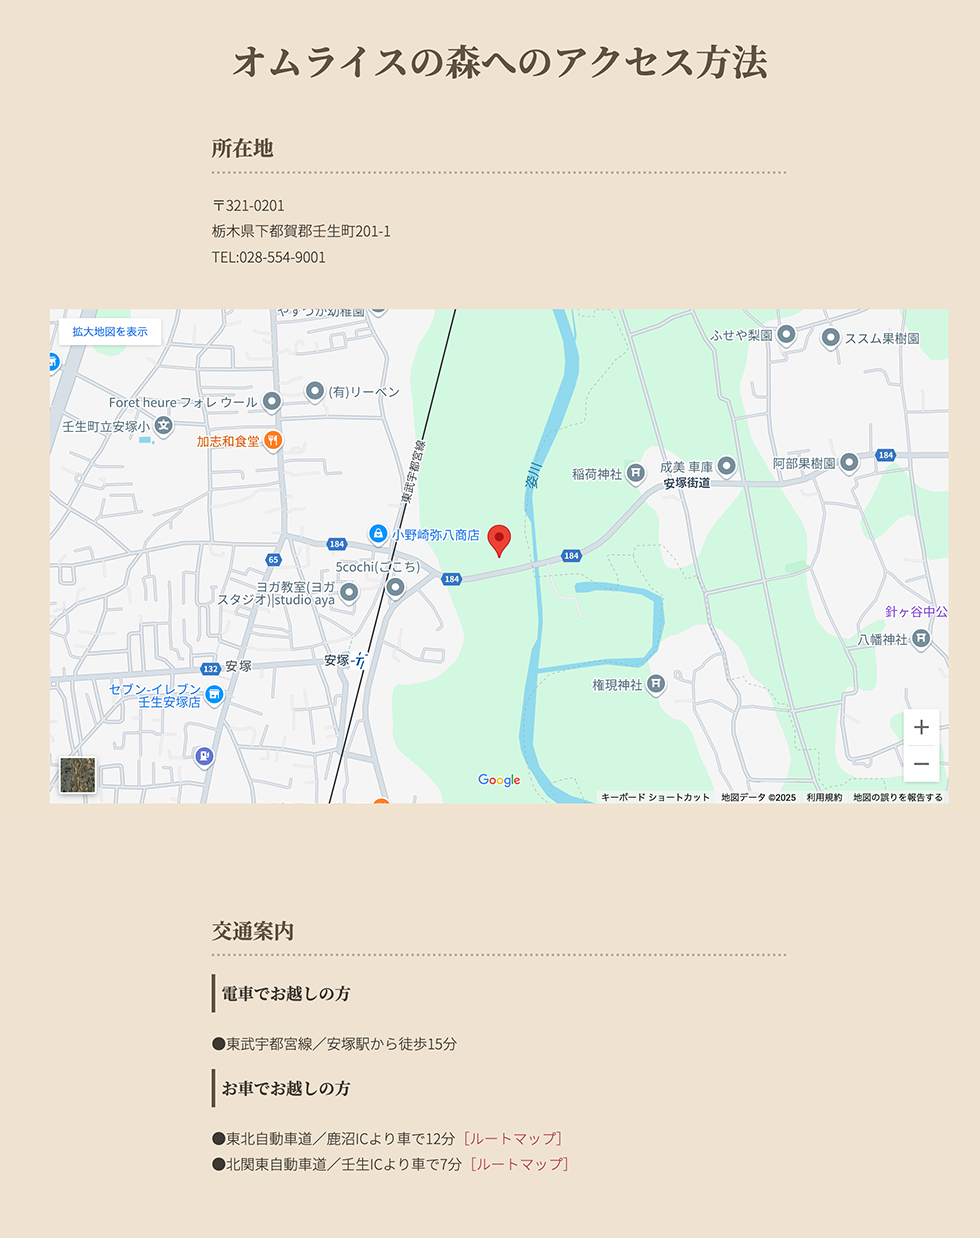 オムライスの森へのアクセス方法
所在地
〒321-0201
栃木県下都賀郡壬生町201-1
TEL:028-554-9001
拡大地図を表示
やすづか幼稚園
ふせや梨園
ススム果樹園
(有)リーベン
Foret heure フォレ ウール
壬生町立安塚小
加志和食堂
東武宇都宮線
姿川
稲荷神社
成美 車庫
安塚街道
阿部果樹園
184
小野崎弥八商店
184
184
65
5cochi(ここち)
184
ヨガ教室(ヨガ
スタジオ)|studio aya
針ヶ谷中公
八幡神社
安塚
132
安塚
セブン-イレブン
壬生安塚店
権現神社
Google
キーボード ショートカット 地図データ ©2025 利用規約 地図の誤りを報告する
交通案内
電車でお越しの方
●東武宇都宮線／安塚駅から徒歩15分
お車でお越しの方
●東北自動車道／鹿沼ICより車で12分［ルートマップ］
●北関東自動車道／壬生ICより車で7分［ルートマップ］